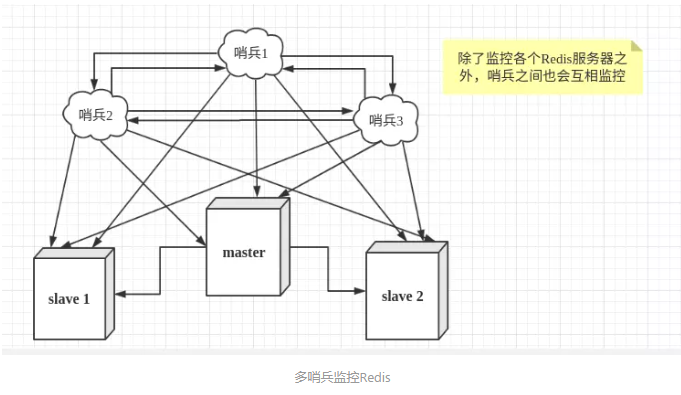 哨兵1
除了监控各个Redis服务器之
外，哨兵之间也会互相监控
哨兵2
哨兵3
master
slave 1
slave 2
多哨兵监控Redis